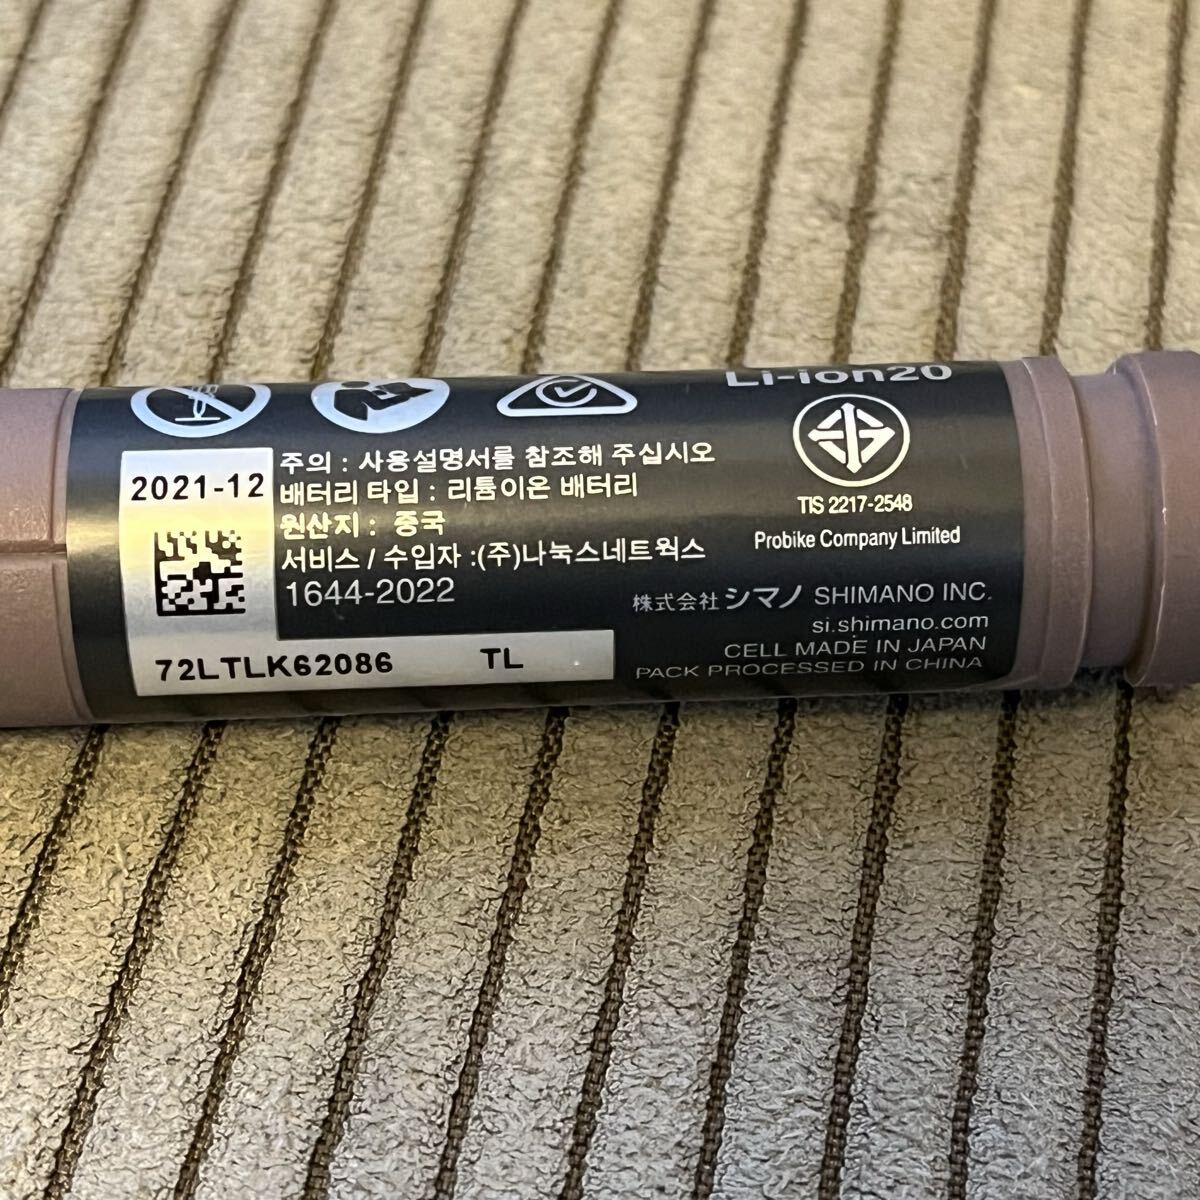 Li-ion20
2021-12
주의 : 사용설명서를 참조해 주십시오
배터리 타입 : 리튬이온 배터리
원산지 : 중국
서비스 / 수입자 :(주)나눅스네트웍스
1644-2022
72LTLK62086 TL
TIS 2217-2548
Probike Company Limited
株式会社 シマノ SHIMANO INC.
si.shimano.com
CELL MADE IN JAPAN
PACK PROCESSED IN CHINA